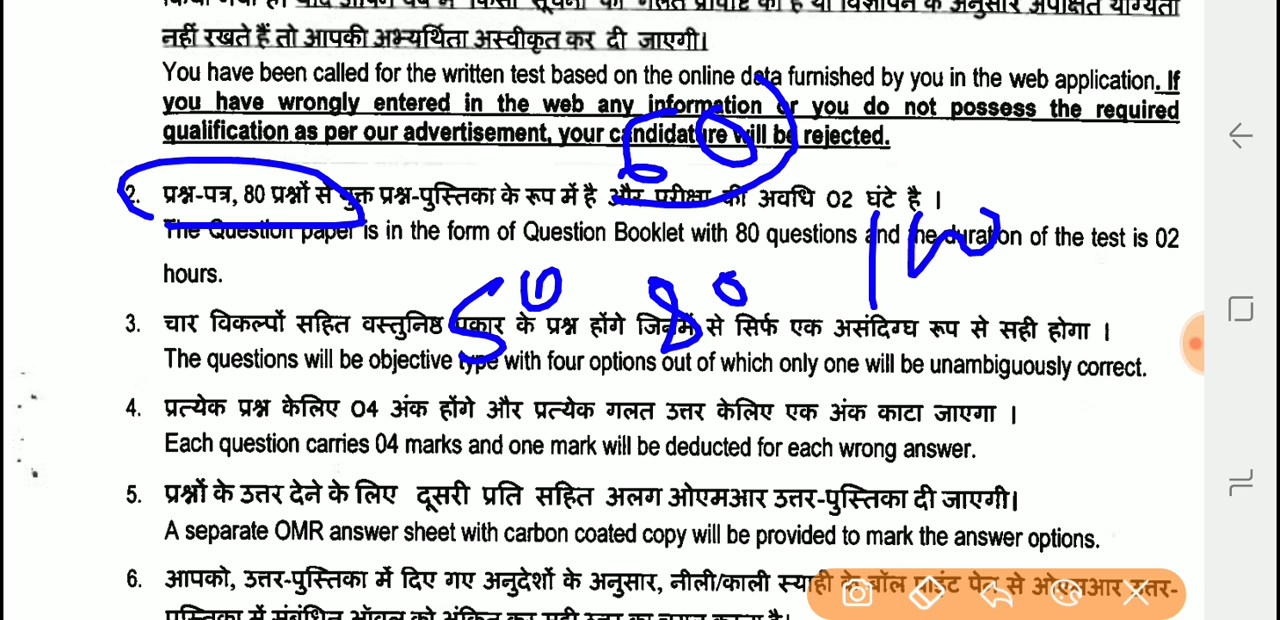 नहीं रखते हैं तो आपकी अभ्यर्थिता अस्वीकृत कर दी जाएगी।
You have been called for the written test based on the online data furnished by you in the web application. If
you have wrongly entered in the web any information or you do not possess the required
qualification as per our advertisement, your candidature will be rejected.
60
2. प्रश्न-पत्र, 80 प्रश्नों से युक्त प्रश्न-पुस्तिका के रूप में है और परीक्षा की अवधि 02 घंटे है ।
The Question paper is in the form of Question Booklet with 80 questions and the duration of the test is 02
hours.
50 80
3. चार विकल्पों सहित वस्तुनिष्ठ प्रकार के प्रश्न होंगे जिनमें से सिर्फ एक असंदिग्ध रूप से सही होगा ।
The questions will be objective type with four options out of which only one will be unambiguously correct.
4. प्रत्येक प्रश्न केलिए 04 अंक होंगे और प्रत्येक गलत उत्तर केलिए एक अंक काटा जाएगा ।
Each question carries 04 marks and one mark will be deducted for each wrong answer.
5. प्रश्नों के उत्तर देने के लिए दूसरी प्रति सहित अलग ओएमआर उत्तर-पुस्तिका दी जाएगी।
A separate OMR answer sheet with carbon coated copy will be provided to mark the answer options.
6. आपको, उत्तर-पुस्तिका में दिए गए अनुदेशों के अनुसार, नीली/काली स्याही के बॉल पाइंट पेन से ओएमआर उत्तर-